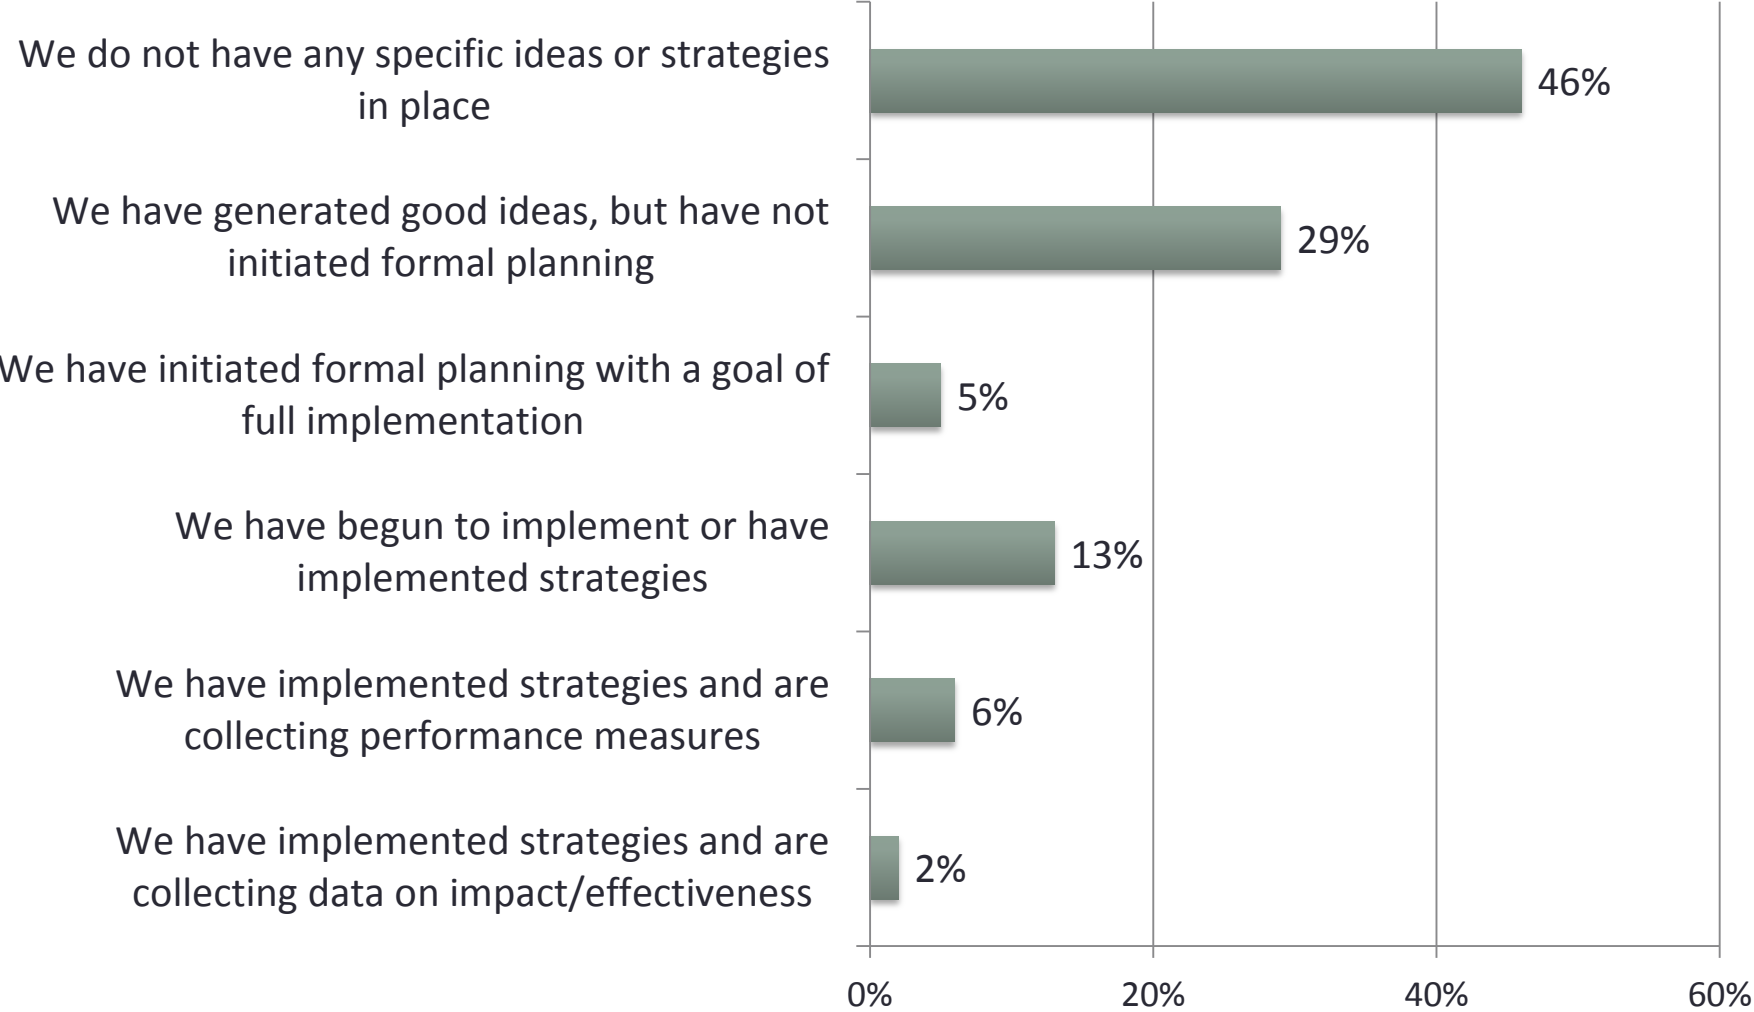 We do not have any specific ideas or strategies
in place
46%
We have generated good ideas, but have not
initiated formal planning
29%
We have initiated formal planning with a goal of
full implementation
5%
We have begun to implement or have
implemented strategies
13%
We have implemented strategies and are
collecting performance measures
6%
We have implemented strategies and are
collecting data on impact/effectiveness
2%
0% 20% 40% 60%